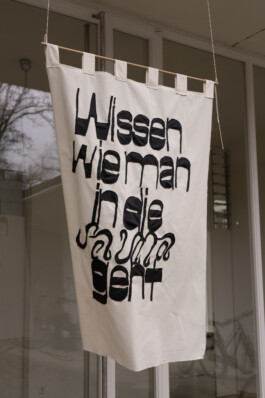 Wissen
wie man
in die
sauna
geht